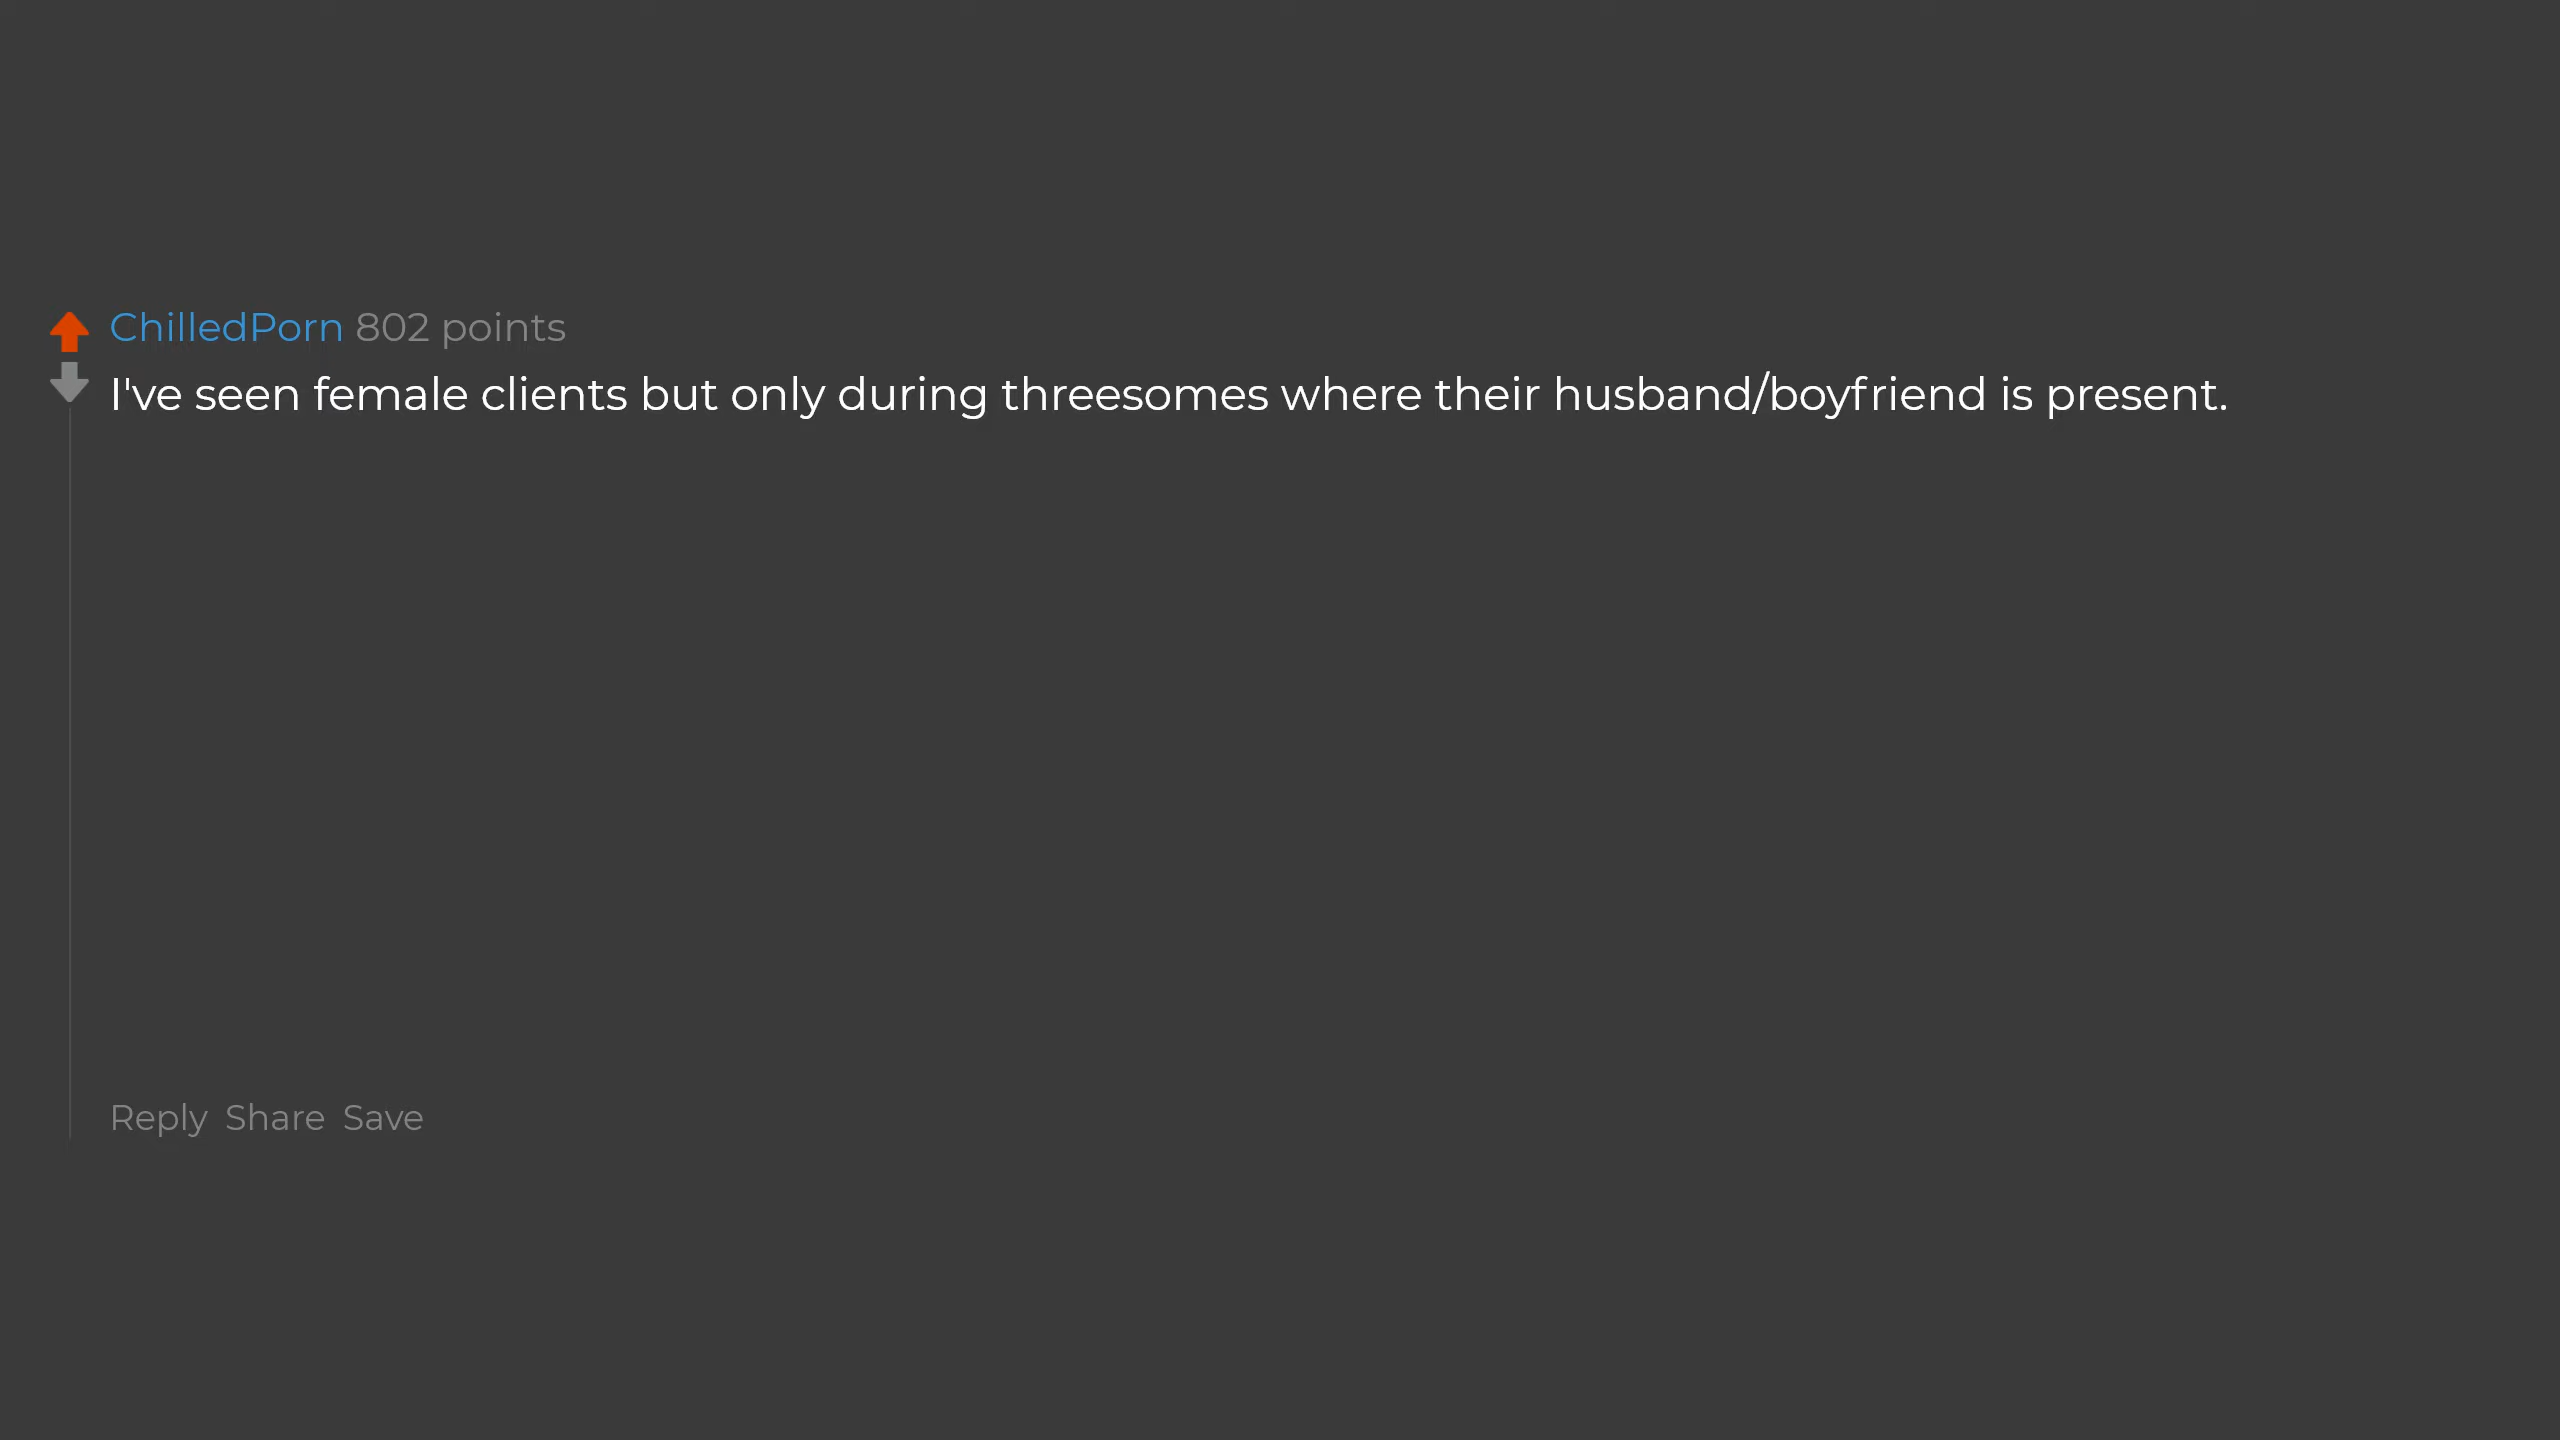 ChilledPorn 802 points
I've seen female clients but only during threesomes where their husband/boyfriend is present.
Reply Share Save